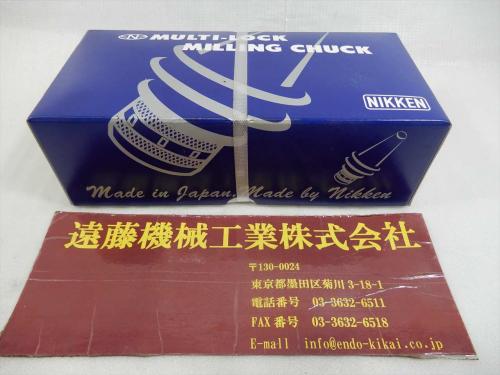 N MULTI-LOCK
MILLING CHUCK
NIKKEN
Made in Japan. Made by Nikken
遠藤機械工業株式会社
〒130-0024
東京都墨田区菊川3-18-1
電話番号 03-3632-6511
FAX番号 03-3632-6518
E-mail info@endo-kikai.co.jp